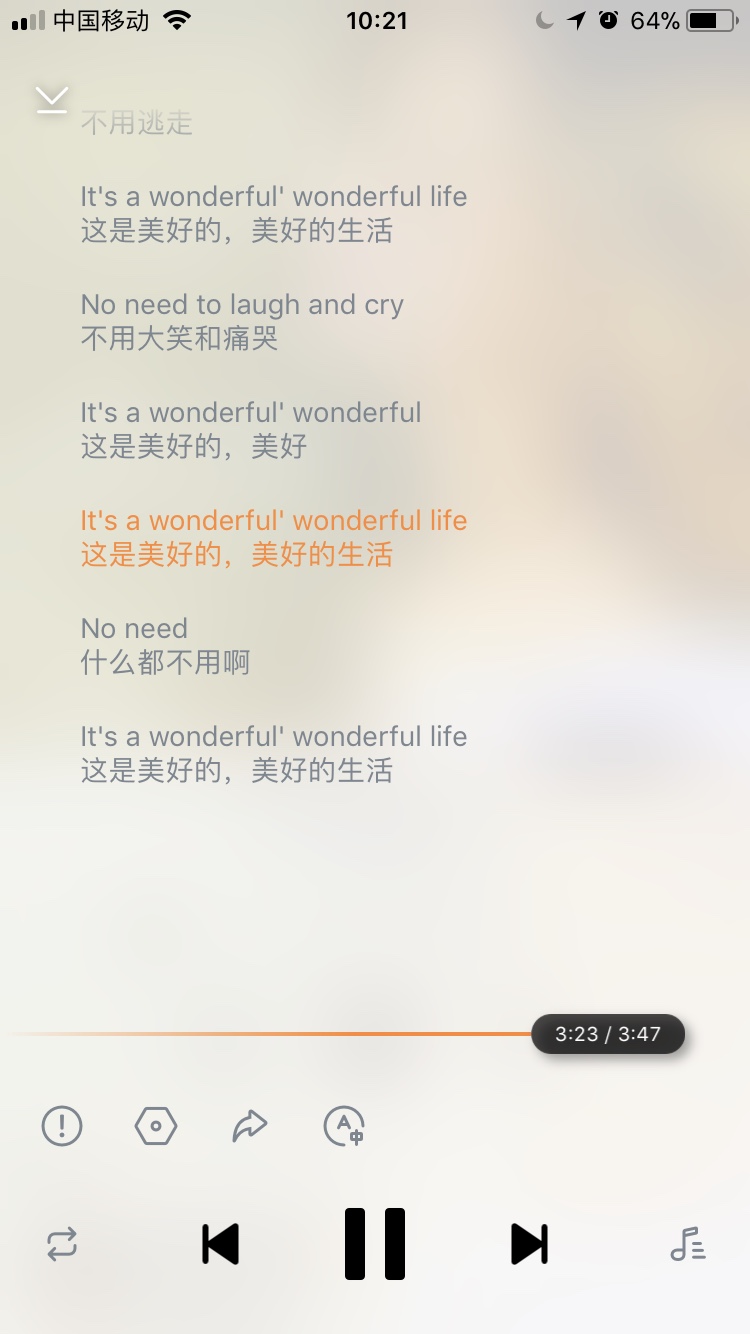 中国移动 10:21 64%
不用逃走
It's a wonderful' wonderful life
这是美好的，美好的生活
No need to laugh and cry
不用大笑和痛哭
It's a wonderful' wonderful
这是美好的，美好
It's a wonderful' wonderful life
这是美好的，美好的生活
No need
什么都不用啊
It's a wonderful' wonderful life
这是美好的，美好的生活
3:23 / 3:47
A中